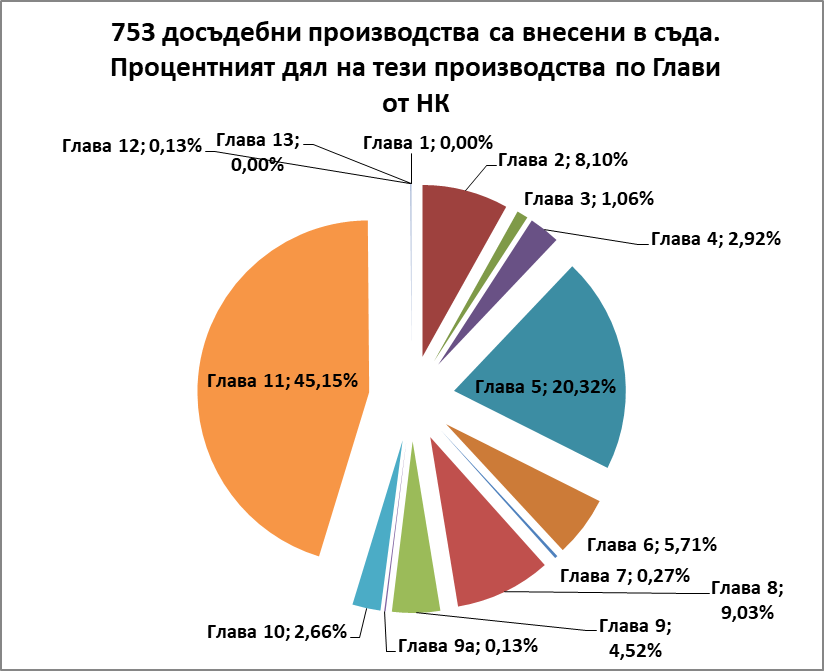 753 досъдебни производства са внесени в съда.
Процентният дял на тези производства по Глави
от НК
Глава 1; 0,00%
Глава 2; 8,10%
Глава 3; 1,06%
Глава 4; 2,92%
Глава 5; 20,32%
Глава 6; 5,71%
Глава 7; 0,27%
Глава 8;
9,03%
Глава 9;
4,52%
Глава 9а; 0,13%
Глава 10; 2,66%
Глава 11; 45,15%
Глава 12; 0,13%
Глава 13;
0,00%